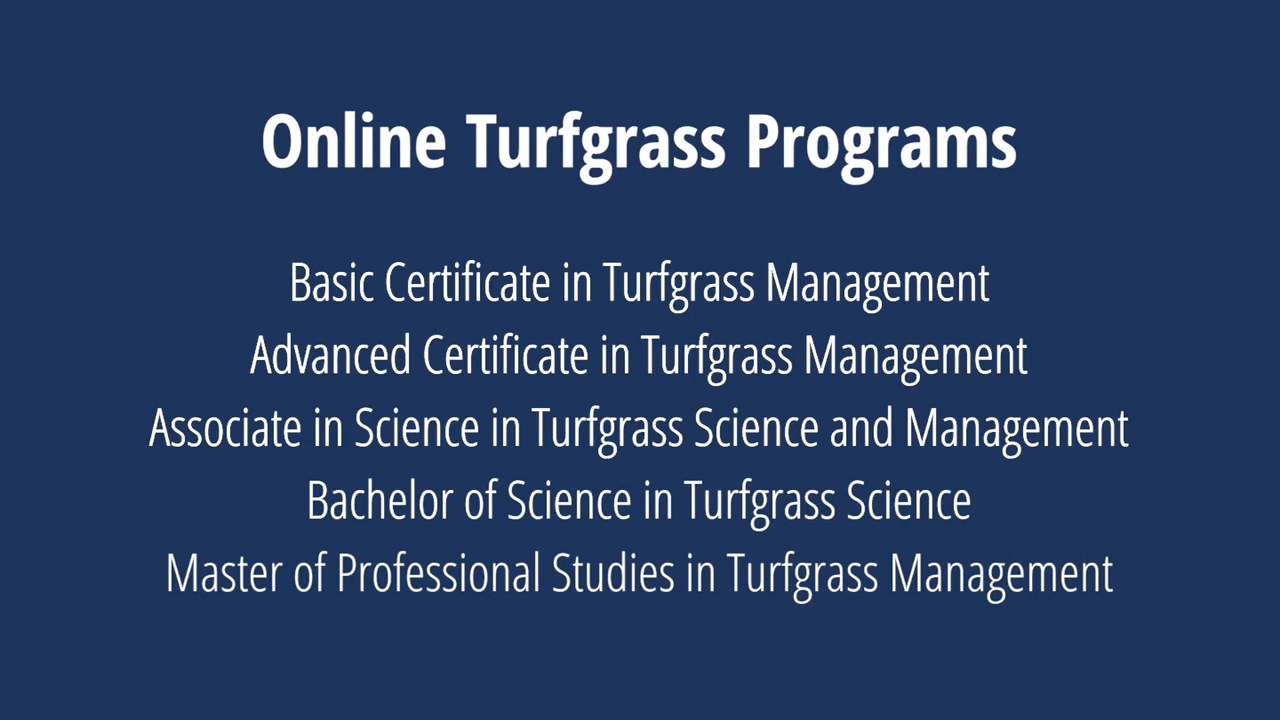 Online Turfgrass Programs
Basic Certificate in Turfgrass Management
Advanced Certificate in Turfgrass Management
Associate in Science in Turfgrass Science and Management
Bachelor of Science in Turfgrass Science
Master of Professional Studies in Turfgrass Management